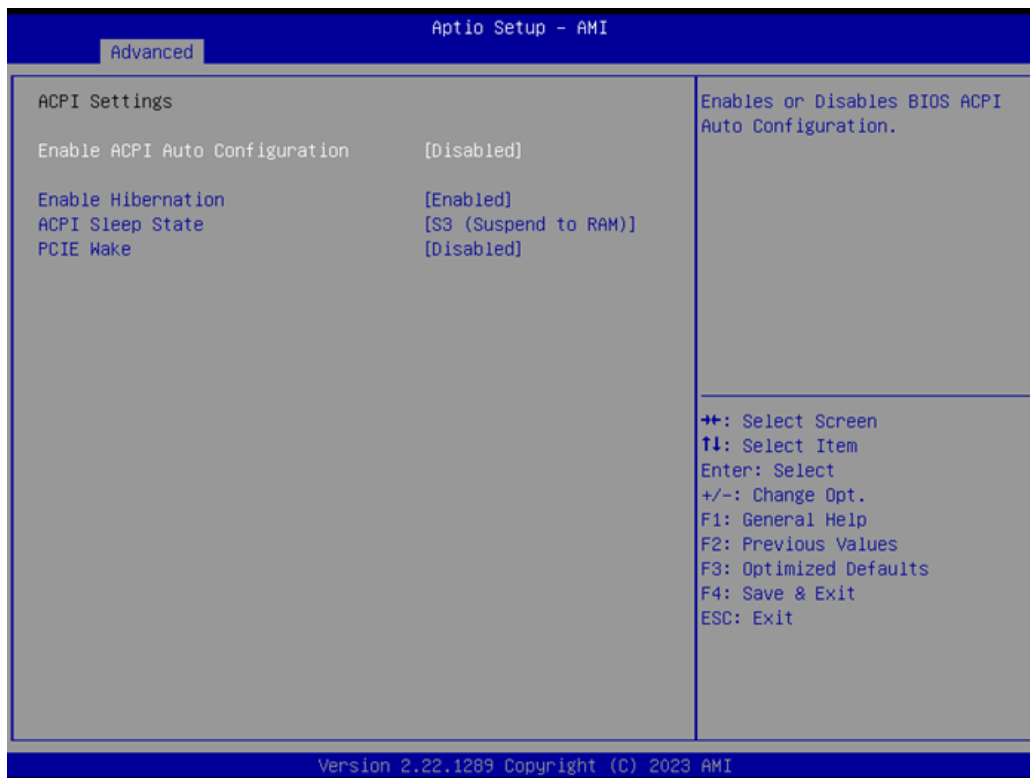 Aptio Setup – AMI
Advanced
ACPI Settings
Enable ACPI Auto Configuration [Disabled]
Enable Hibernation [Enabled]
ACPI Sleep State [S3 (Suspend to RAM)]
PCIE Wake [Disabled]
Enables or Disables BIOS ACPI
Auto Configuration.
→←: Select Screen
↑↓: Select Item
Enter: Select
+/-: Change Opt.
F1: General Help
F2: Previous Values
F3: Optimized Defaults
F4: Save & Exit
ESC: Exit
Version 2.22.1289 Copyright (C) 2023 AMI